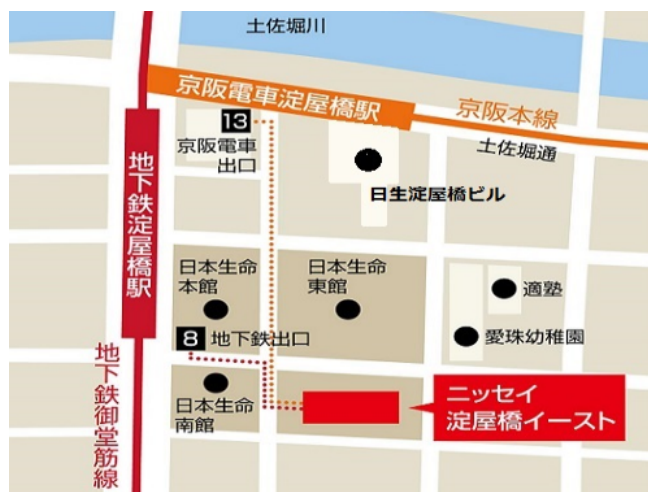 土佐堀川
京阪電車淀屋橋駅
京阪本線
土佐堀通
13
京阪電車
出口
日生淀屋橋ビル
地下鉄淀屋橋駅
日本生命
本館
日本生命
東館
適塾
愛珠幼稚園
8 地下鉄出口
日本生命
南館
ニッセイ
淀屋橋イースト
地下鉄御堂筋線